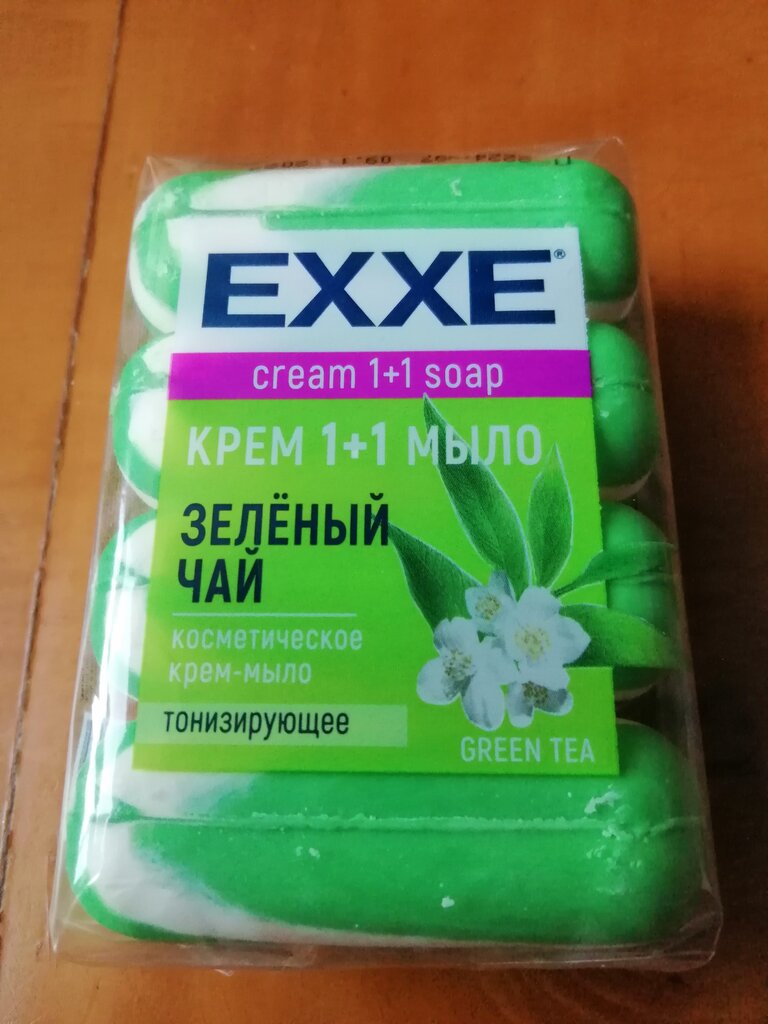 EXXE®
cream 1+1 soap
КРЕМ 1+1 МЫЛО
ЗЕЛЁНЫЙ
ЧАЙ
косметическое
крем-мыло
тонизирующее
GREEN TEA